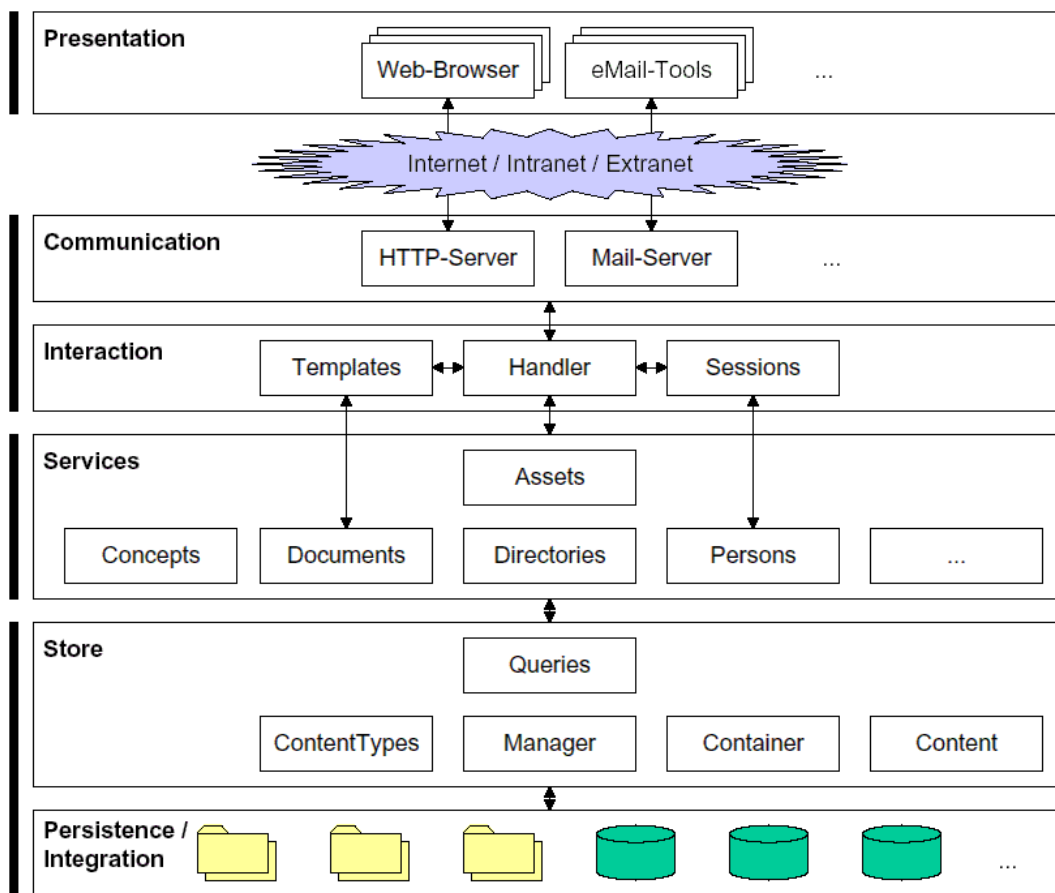 Presentation
Web-Browser
eMail-Tools
...
Internet / Intranet / Extranet
Communication
HTTP-Server
Mail-Server
...
Interaction
Templates
Handler
Sessions
Services
Assets
Concepts
Documents
Directories
Persons
...
Store
Queries
ContentTypes
Manager
Container
Content
Persistence /
Integration
...